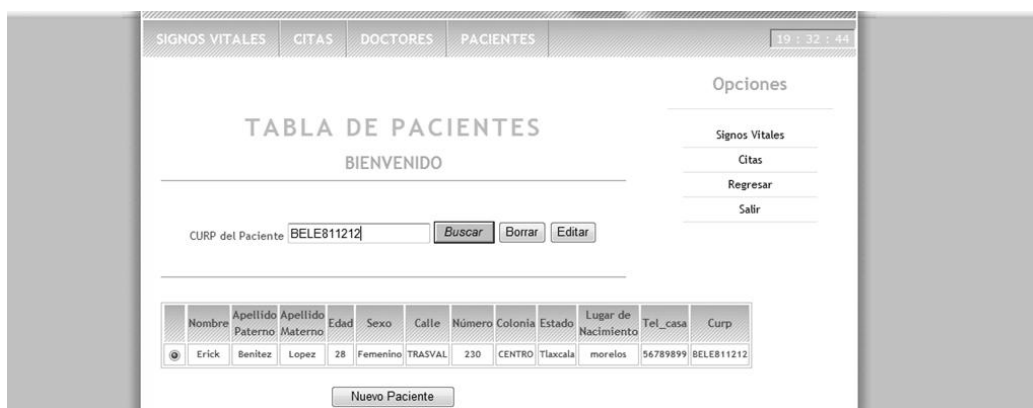 SIGNOS VITALES CITAS DOCTORES PACIENTES 19 : 32 : 44
Opciones
Signos Vitales
Citas
Regresar
Salir
TABLA DE PACIENTES
BIENVENIDO
CURP del Paciente BELE811212 Buscar Borrar Editar
Nombre Apellido Paterno Apellido Materno Edad Sexo Calle Número Colonia Estado Lugar de Nacimiento Tel_casa Curp
Erick Benitez Lopez 28 Femenino TRASVAL 230 CENTRO Tlaxcala morelos 56789899 BELE811212
Nuevo Paciente